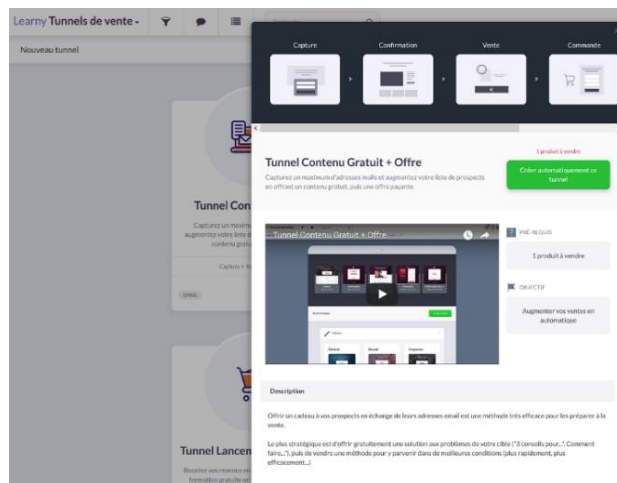 Learny Tunnels de vente
Nouveau tunnel
Capture
Confirmation
Vente
Commande
Tunnel Contenu Gratuit + Offre
Capturez un maximum d'adresses mails et augmentez votre liste de prospects
en offrant un contenu gratuit, puis une offre payante.
1 produit à vendre
Créer automatiquement ce
tunnel
Tunnel Con
Capturez un maximu
augmentez votre liste d
contenu gratu
Tunnel Contenu Gratuit + Offre
PRÉ-REQUIS
1 produit à vendre
OBJECTIF
Augmenter vos ventes en
automatique
Description
Offrir un cadeau à vos prospects en échange de leurs adresses email est une méthode très efficace pour les préparer à la
vente.
Le plus stratégique est d'offrir gratuitement une solution aux problèmes de votre cible ("3 conseils pour...", Comment
faire..."), puis de vendre une méthode pour y parvenir dans de meilleures conditions (plus rapidement, plus
efficacement...)
Tunnel Lancem
Boostez vos revenus en
formation gratuite en